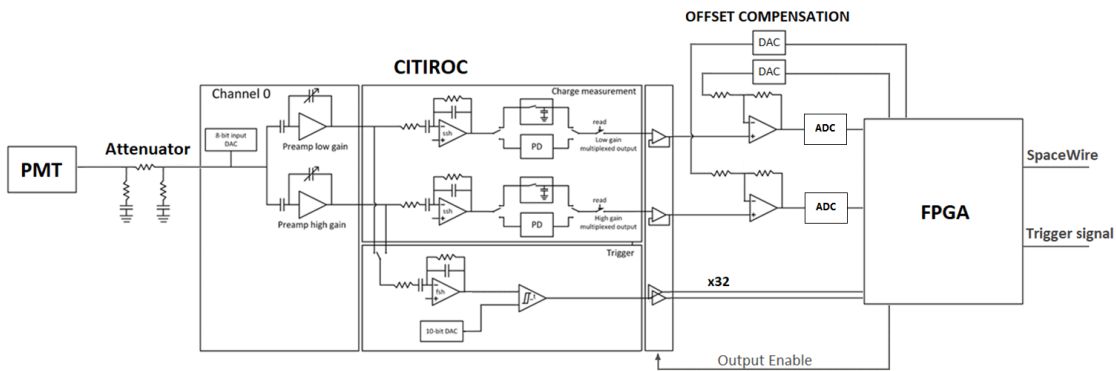 OFFSET COMPENSATION
DAC
DAC
CITIROC
Channel 0
Charge measurement
8-bit input
DAC
Preamp low gain
ssh
PD
read
Low gain
multiplexed output
ADC
Attenuator
PMT
Preamp high gain
ssh
PD
read
High gain
multiplexed output
ADC
FPGA
SpaceWire
Trigger signal
Trigger
fsh
10-bit DAC
x32
Output Enable